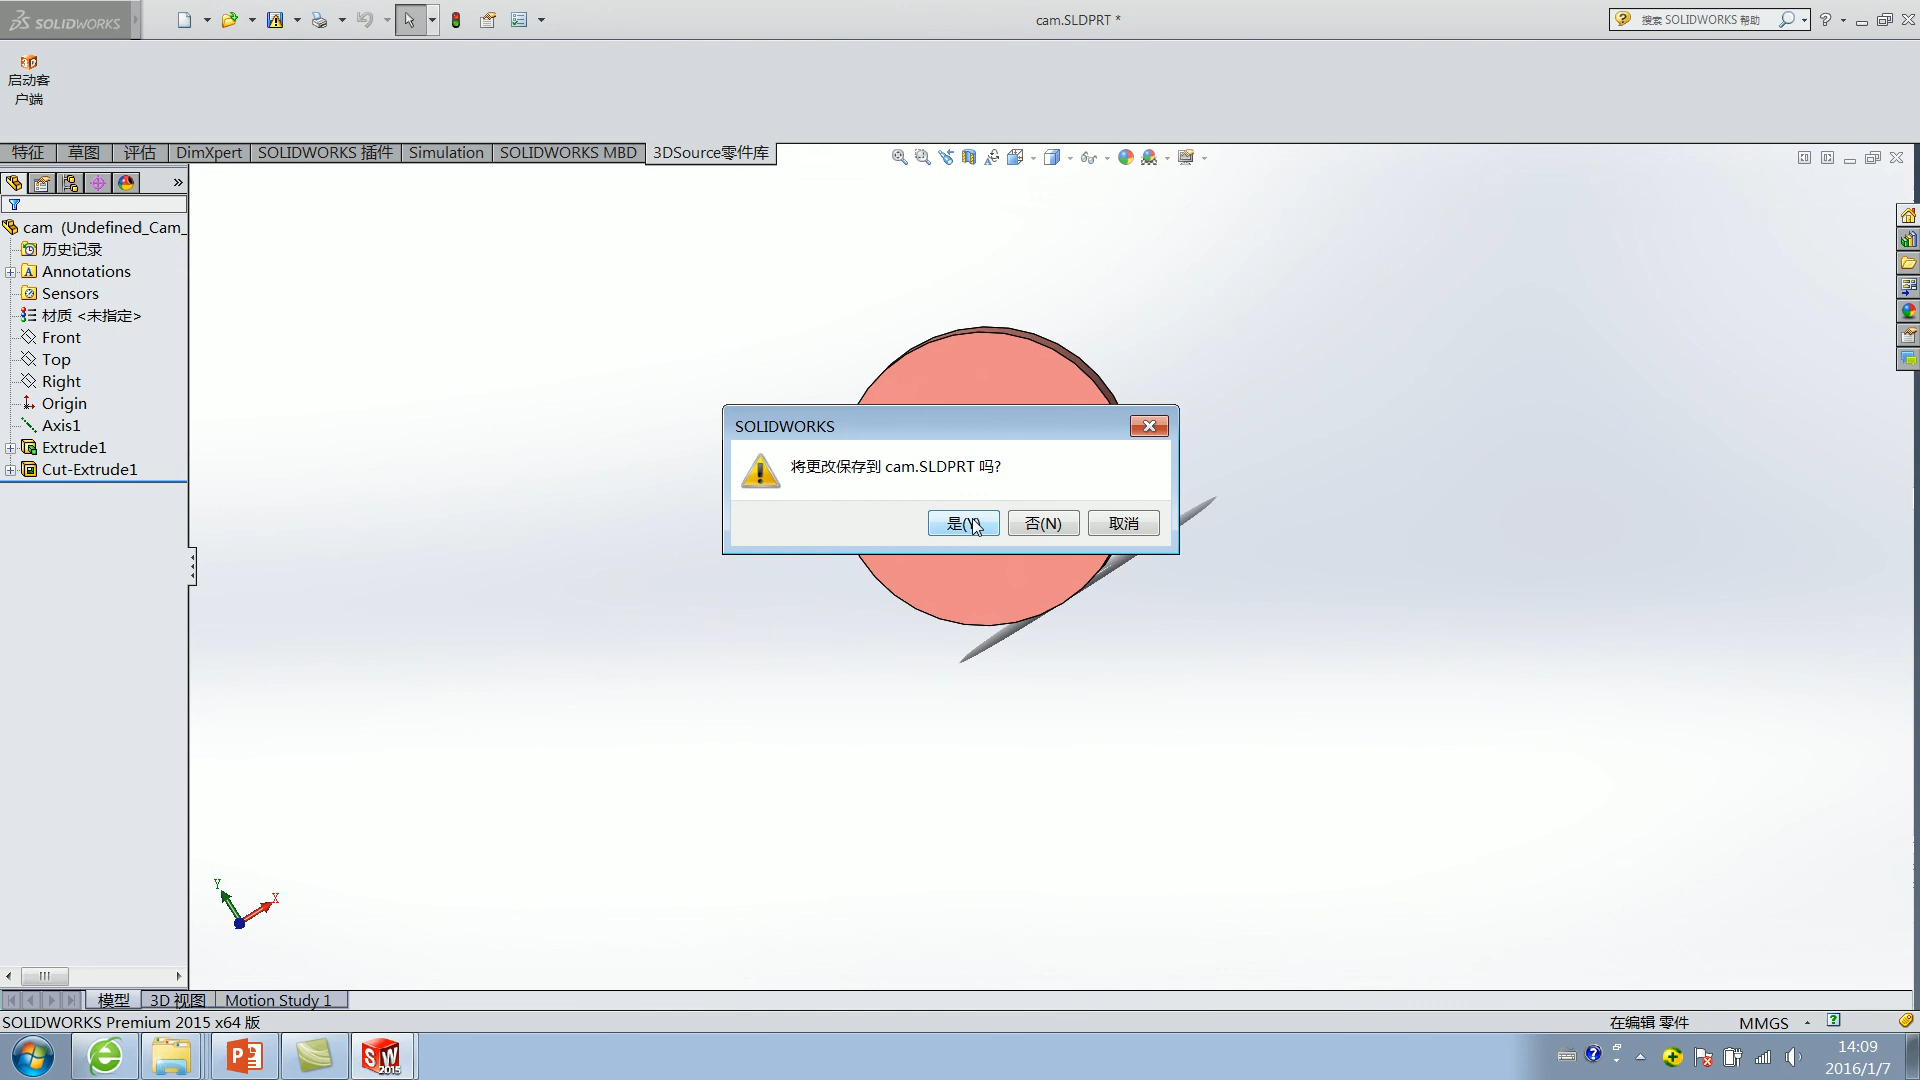 SOLIDWORKS
cam.SLDPRT *
搜索 SOLIDWORKS 帮助
启动客
户端
特征
草图
评估
DimXpert
SOLIDWORKS 插件
Simulation
SOLIDWORKS MBD
3DSource零件库
cam (Undefined_Cam_
历史记录
Annotations
Sensors
材质 <未指定>
Front
Top
Right
Origin
Axis1
Extrude1
Cut-Extrude1
SOLIDWORKS
将更改保存到 cam.SLDPRT 吗?
是(Y)
否(N)
取消
Y
X
模型
3D 视图
Motion Study 1
SOLIDWORKS Premium 2015 x64 版
在编辑 零件
MMGS
14:09
2016/1/7